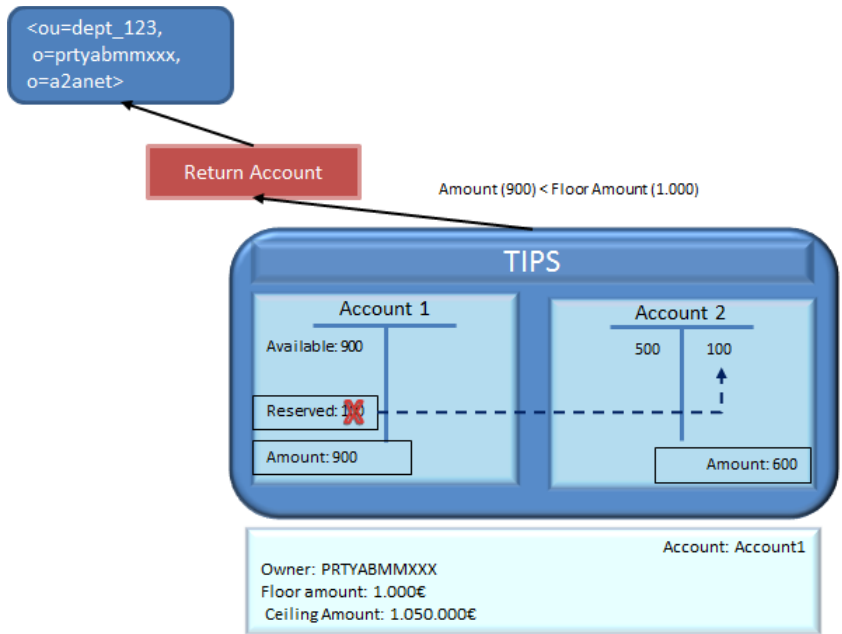 <ou=dept_123,
o=prtyabmmxxx,
o=a2anet>
Return Account
Amount (900) < Floor Amount (1.000)
TIPS
Account 1
Available: 900
Reserved: 100
Amount: 900
Account 2
500 100
Amount: 600
Account: Account1
Owner: PRTYABMMXXX
Floor amount: 1.000€
Ceiling Amount: 1.050.000€